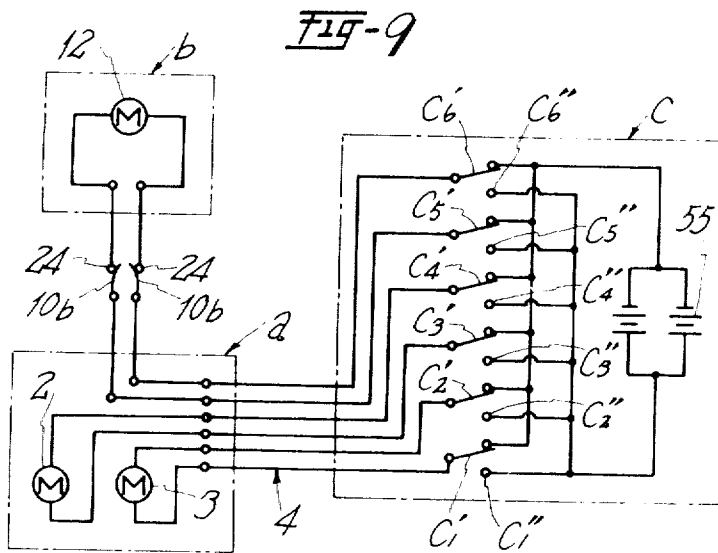 Fig-9
12
b
M
C6'
C6"
C
C5'
C5"
55
24
24
C4'
C4"
10b
10b
a
C3'
C3"
2
C2'
C2"
M
M
3
4
C1'
C1"